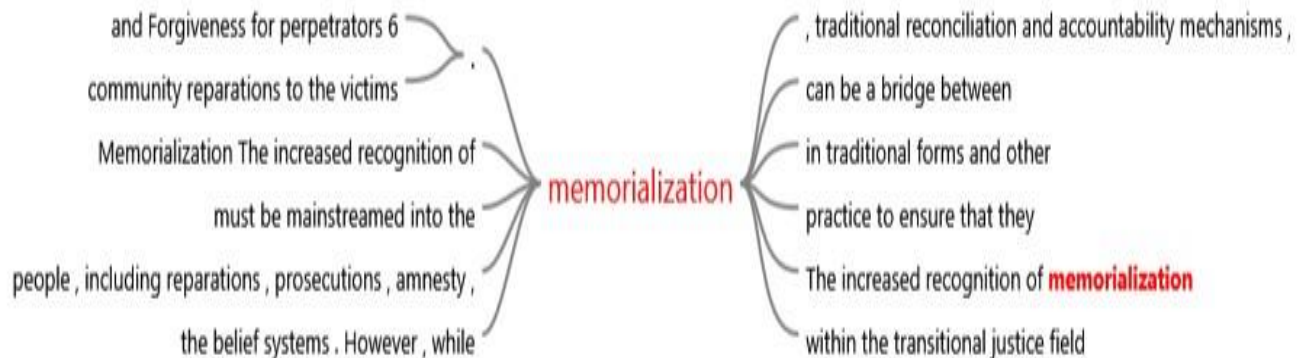 and Forgiveness for perpetrators 6
community reparations to the victims
,
Memorialization The increased recognition of
must be mainstreamed into the
people , including reparations , prosecutions , amnesty ,
the belief systems . However , while
memorialization
, traditional reconciliation and accountability mechanisms ,
can be a bridge between
in traditional forms and other
practice to ensure that they
The increased recognition of memorialization
within the transitional justice field